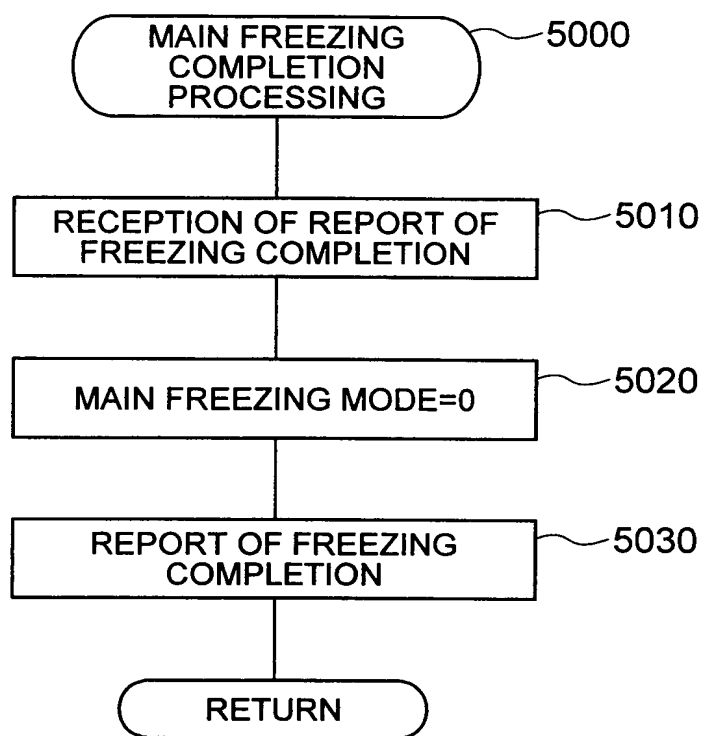 MAIN FREEZING
COMPLETION
PROCESSING
5000
RECEPTION OF REPORT OF
FREEZING COMPLETION
5010
MAIN FREEZING MODE=0
5020
REPORT OF FREEZING
COMPLETION
5030
RETURN